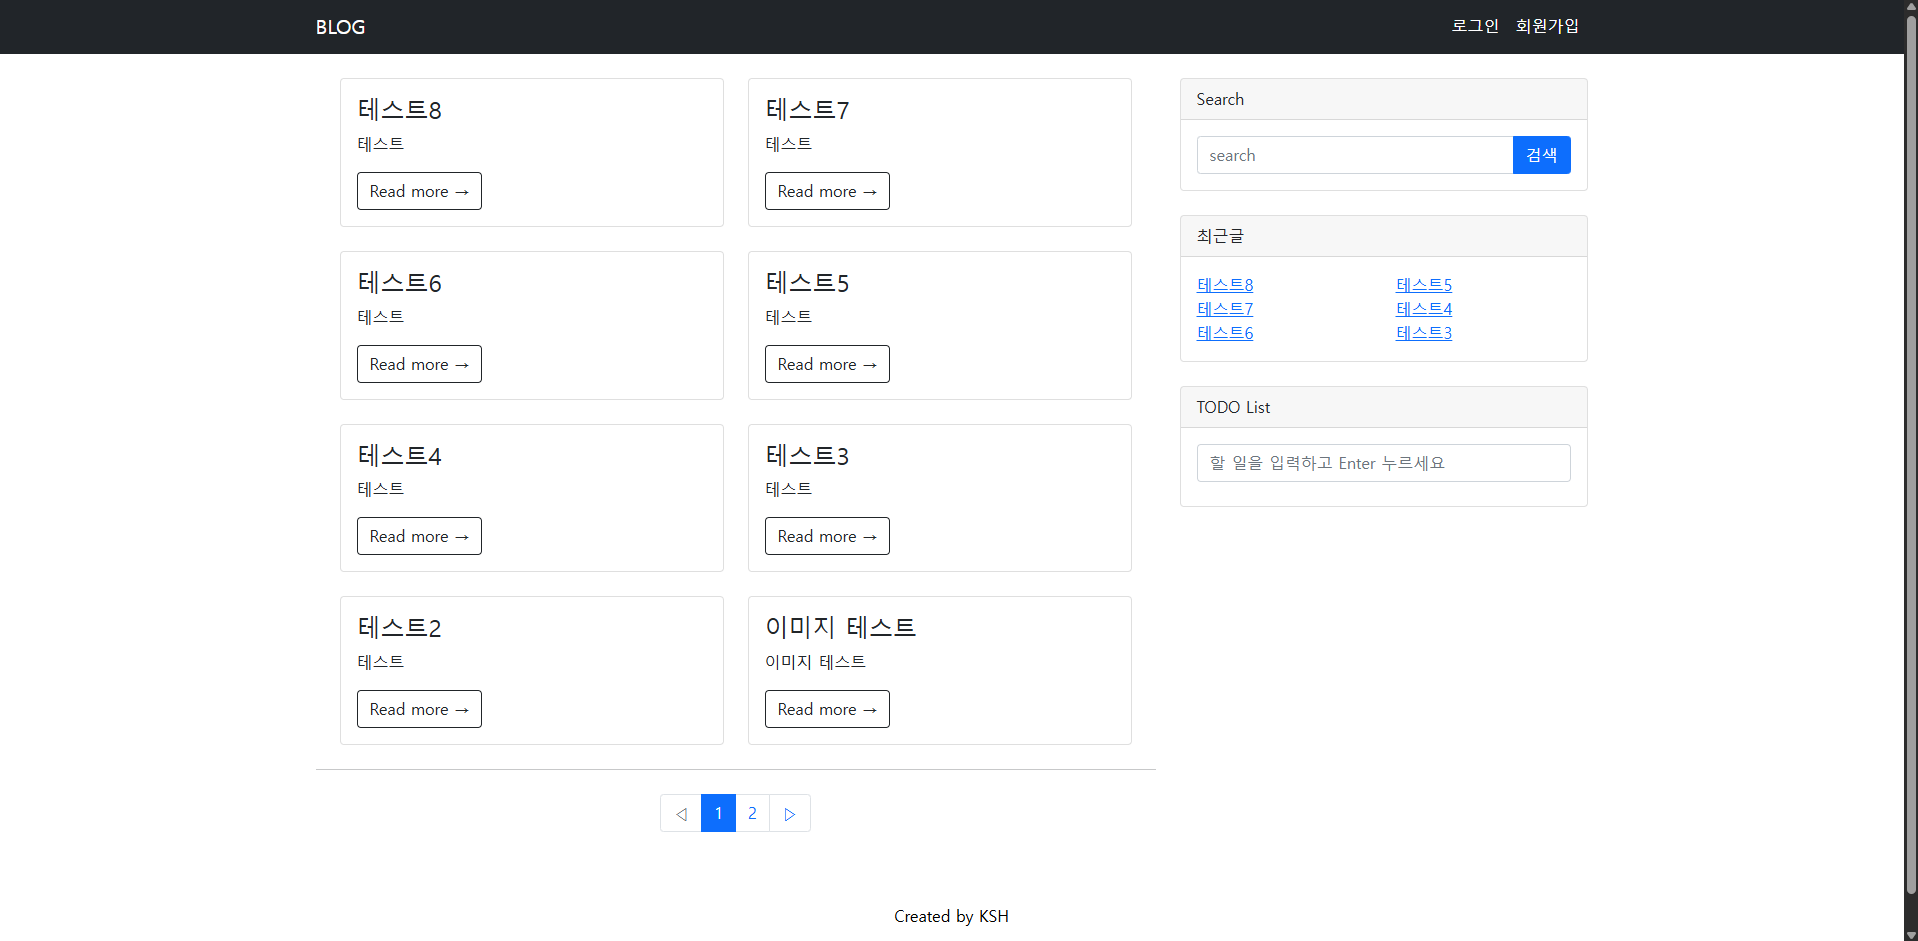 BLOG
로그인 회원가입
테스트8
테스트
Read more →
테스트7
테스트
Read more →
테스트6
테스트
Read more →
테스트5
테스트
Read more →
테스트4
테스트
Read more →
테스트3
테스트
Read more →
테스트2
테스트
Read more →
이미지 테스트
이미지 테스트
Read more →
◁ 1 2 ▷
Search
search 검색
최근글
테스트8
테스트7
테스트6
테스트5
테스트4
테스트3
TODO List
할 일을 입력하고 Enter 누르세요
Created by KSH